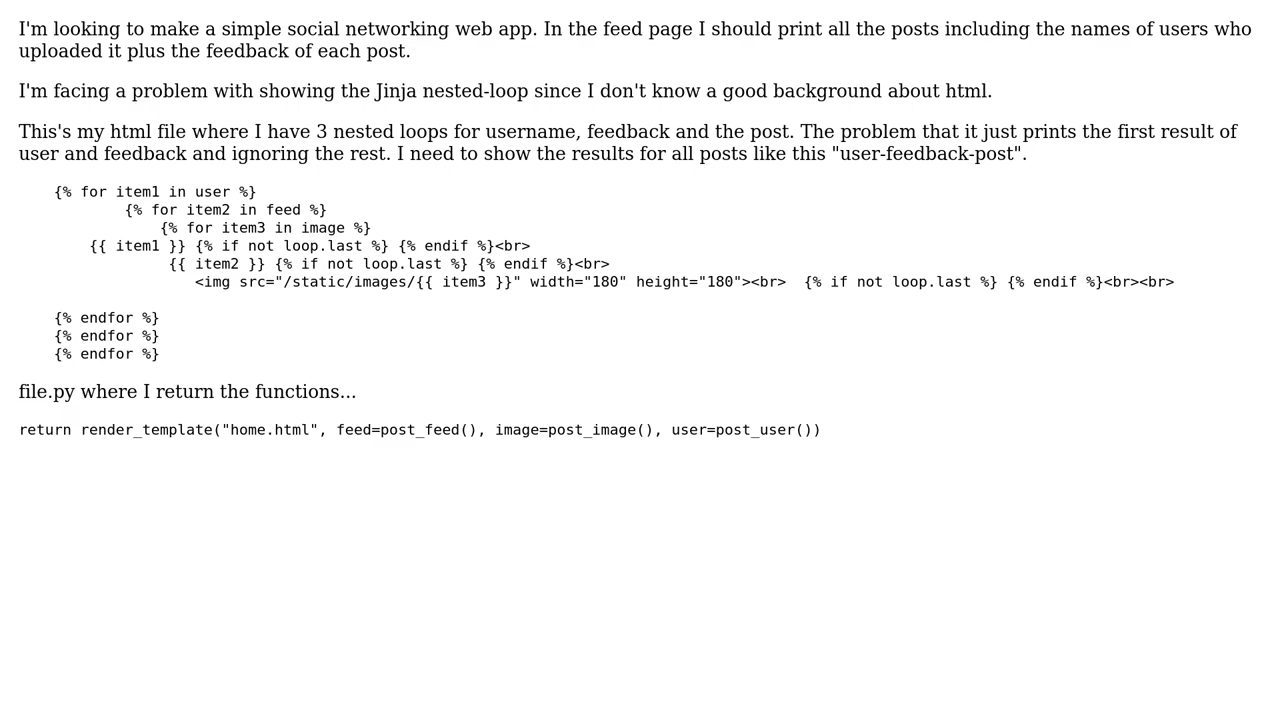 I'm looking to make a simple social networking web app. In the feed page I should print all the posts including the names of users who
uploaded it plus the feedback of each post.
I'm facing a problem with showing the Jinja nested-loop since I don't know a good background about html.
This's my html file where I have 3 nested loops for username, feedback and the post. The problem that it just prints the first result of
user and feedback and ignoring the rest. I need to show the results for all posts like this "user-feedback-post".
{% for item1 in user %}
{% for item2 in feed %}
{% for item3 in image %}
{{ item1 }} {% if not loop.last %} {% endif %}<br>
{{ item2 }} {% if not loop.last %} {% endif %}<br>
<img src="/static/images/{{ item3 }}" width="180" height="180"><br>  {% if not loop.last %} {% endif %}<br><br>
{% endfor %}
{% endfor %}
{% endfor %}
file.py where I return the functions...
return render_template("home.html", feed=post_feed(), image=post_image(), user=post_user())